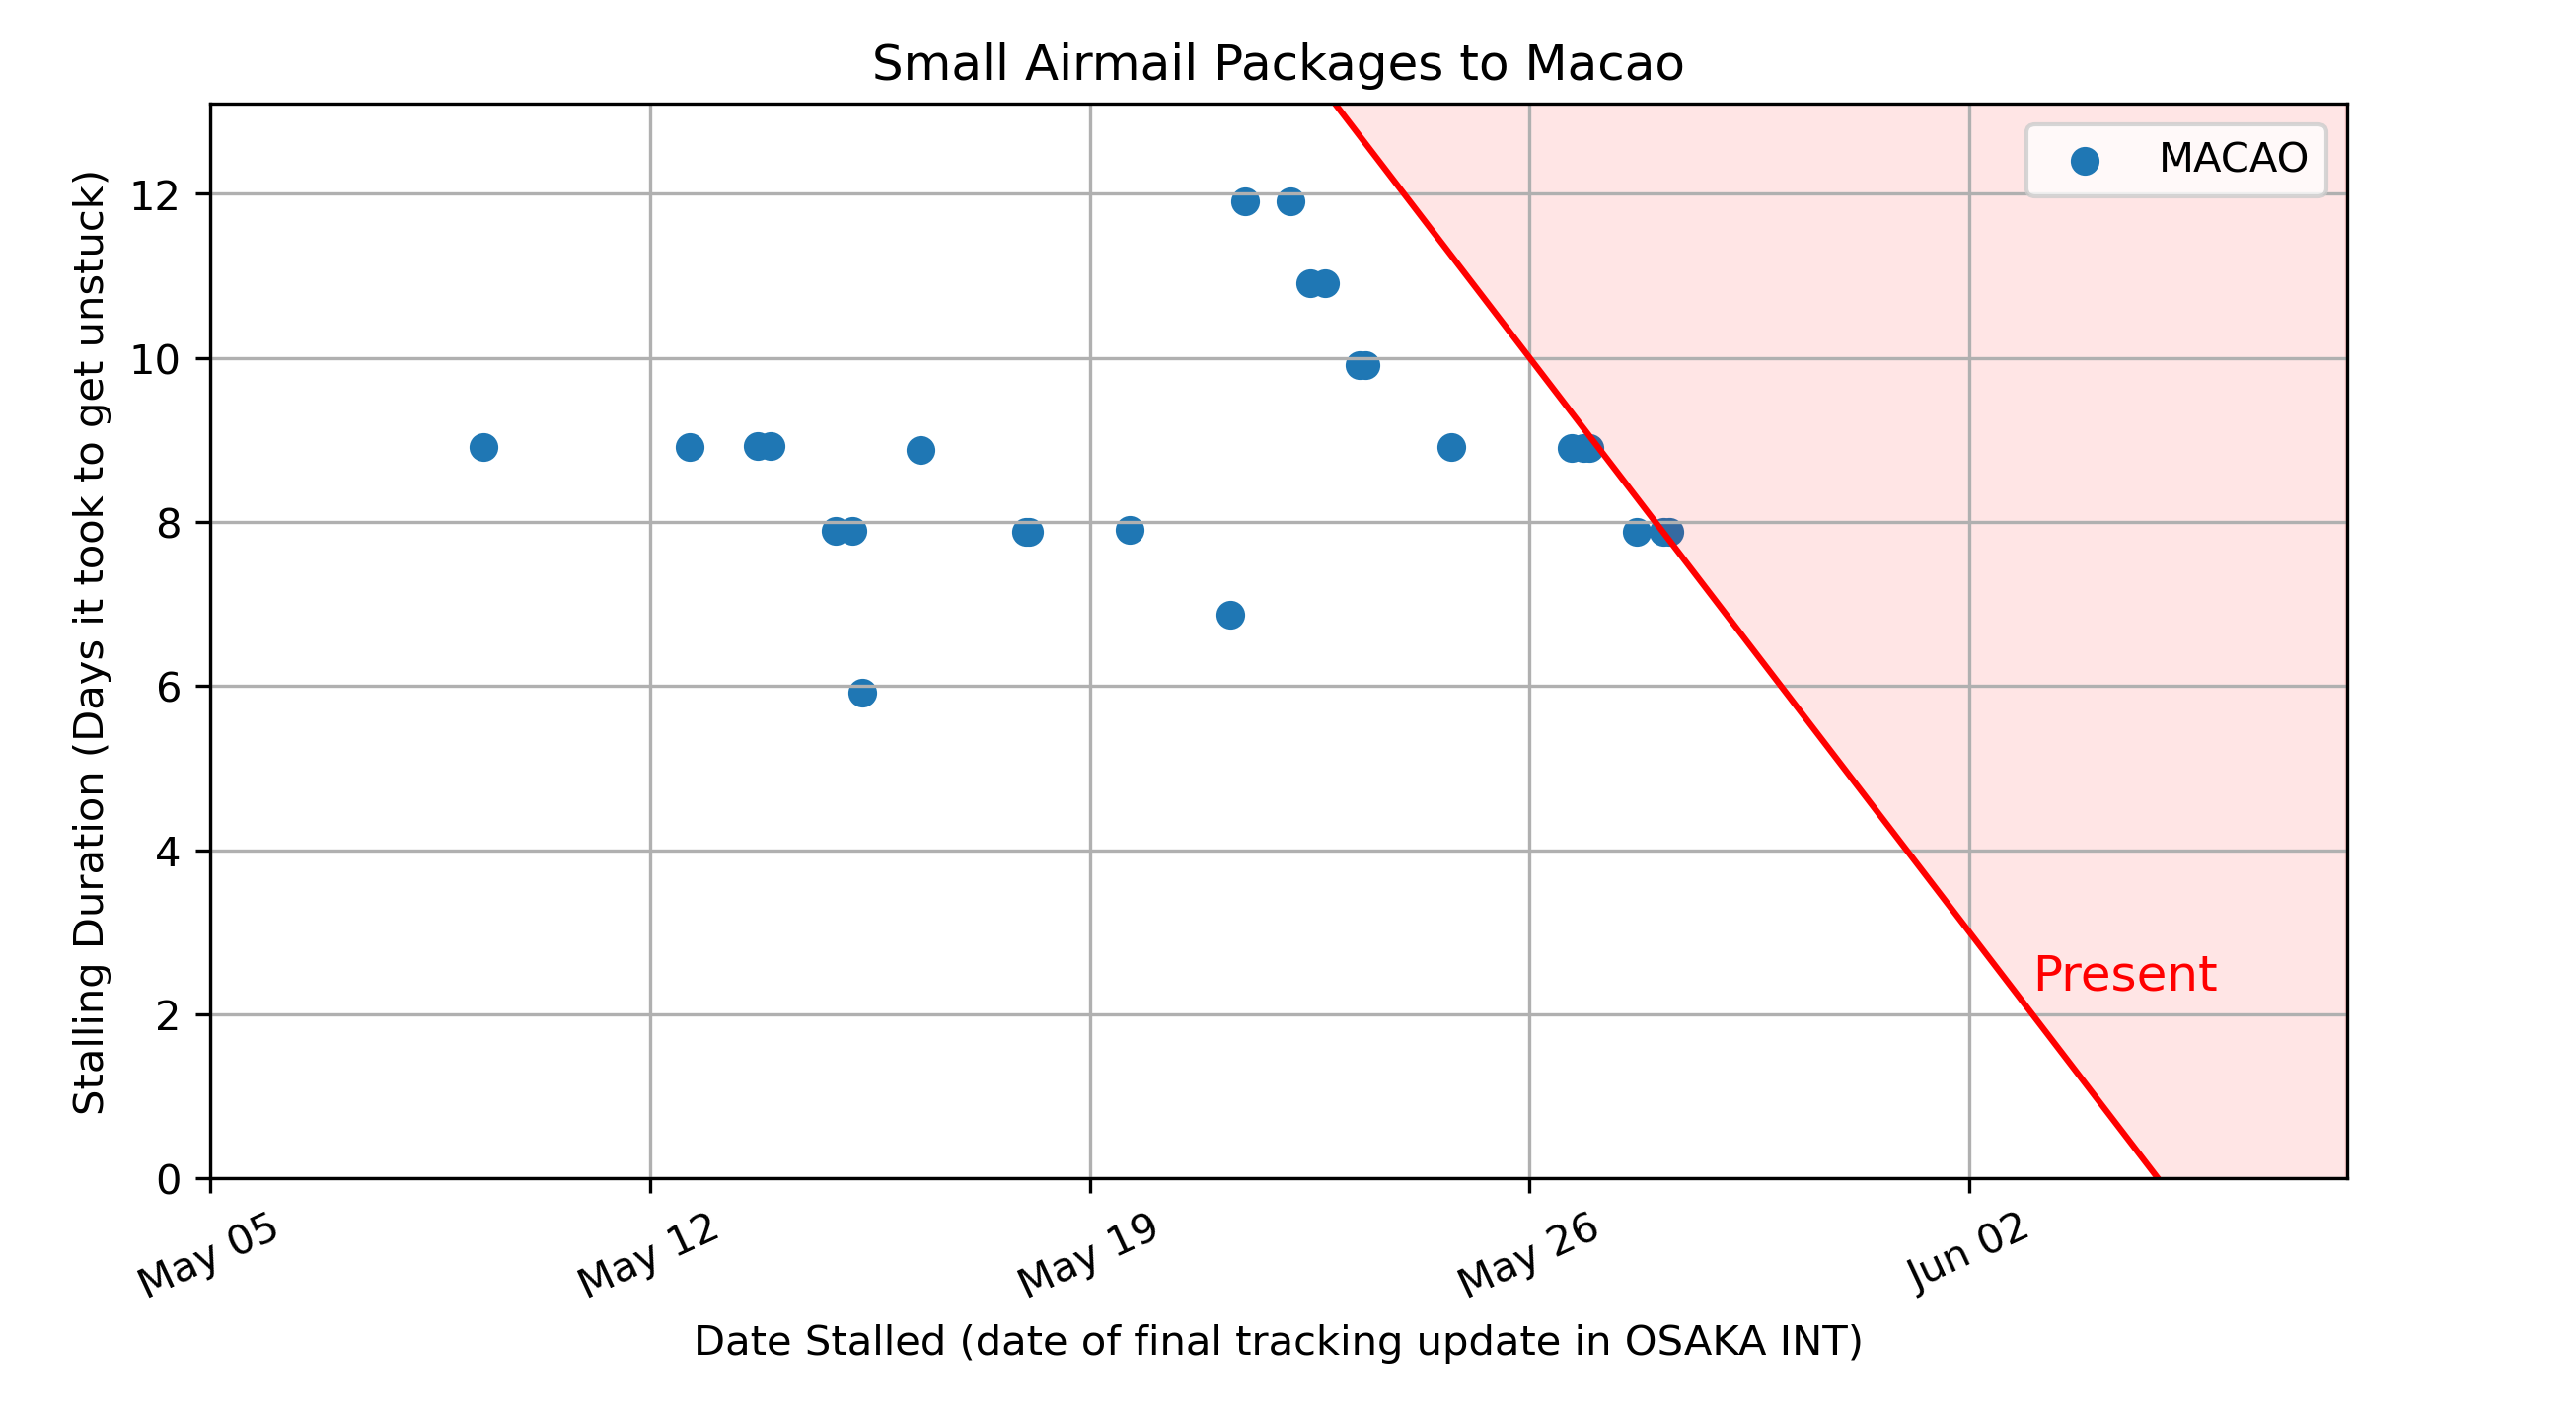 Small Airmail Packages to Macao
MACAO
Stalling Duration (Days it took to get unstuck)
12
10
8
6
4
2
0
Present
May 05
May 12
May 19
May 26
Jun 02
Date Stalled (date of final tracking update in OSAKA INT)